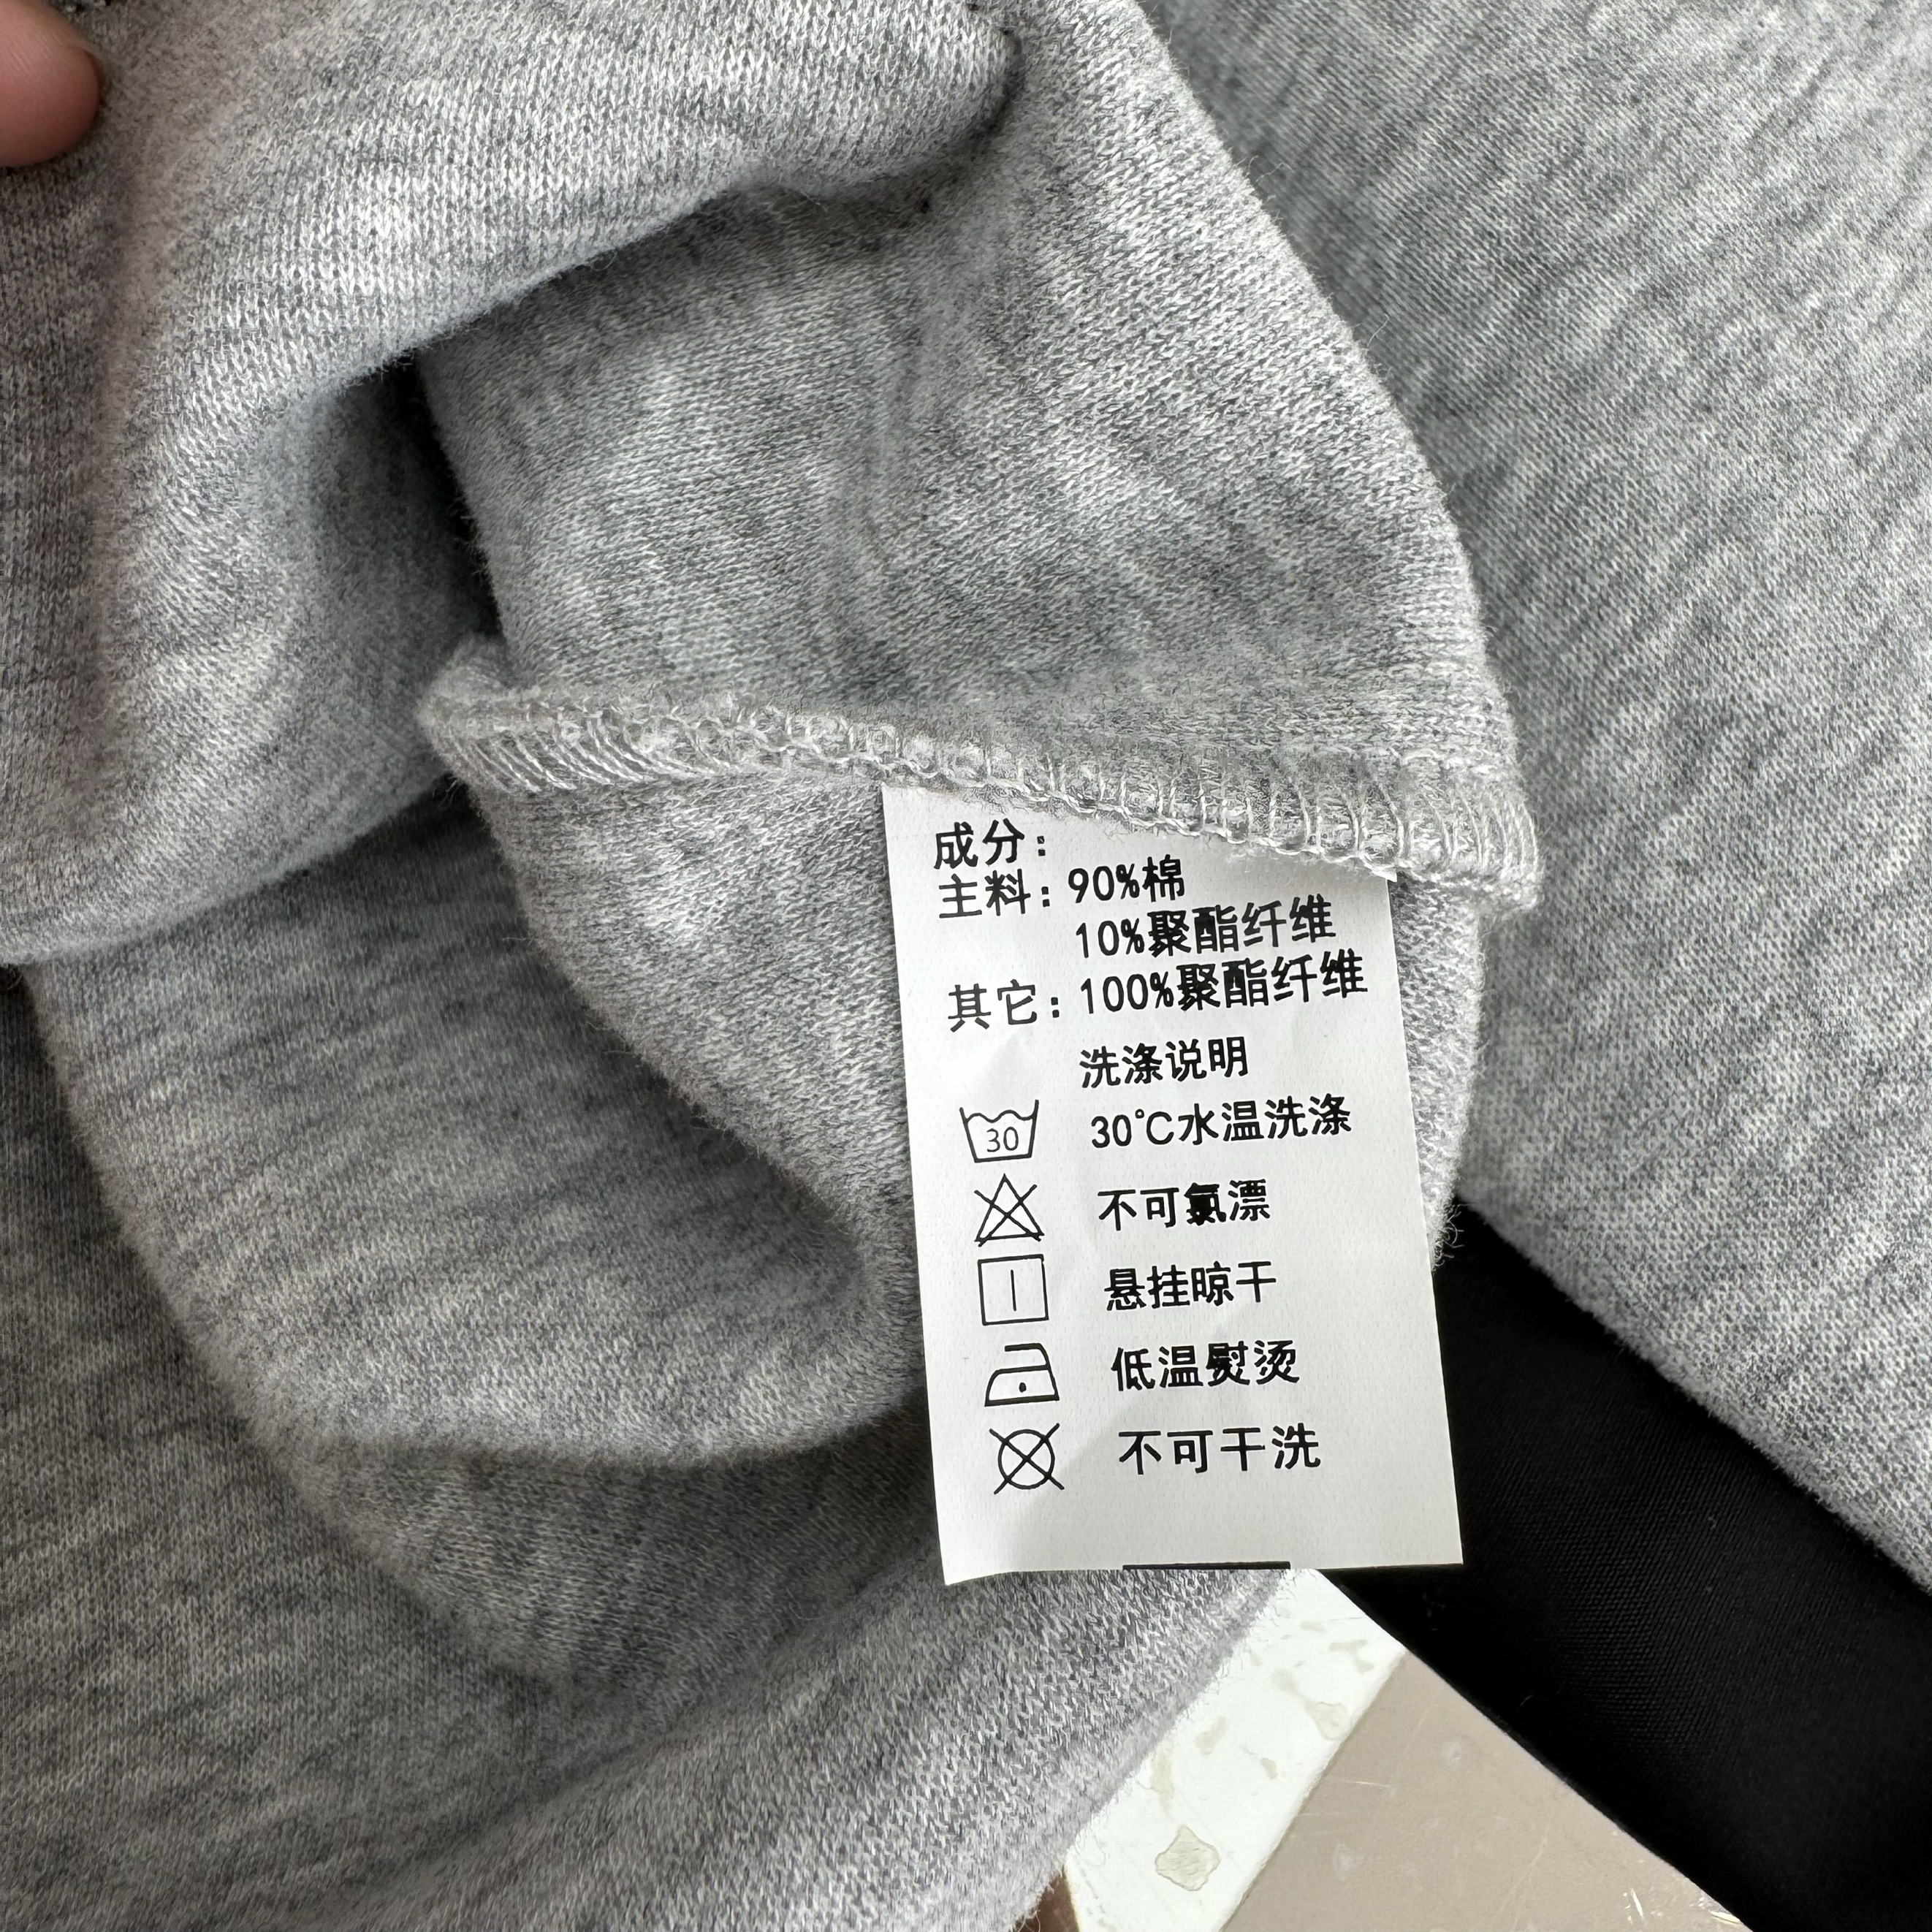 成分:
主料:90%棉
10%聚酯纤维
其它:100%聚酯纤维
洗涤说明
30 30℃水温洗涤
不可氯漂
悬挂晾干
低温熨烫
不可干洗